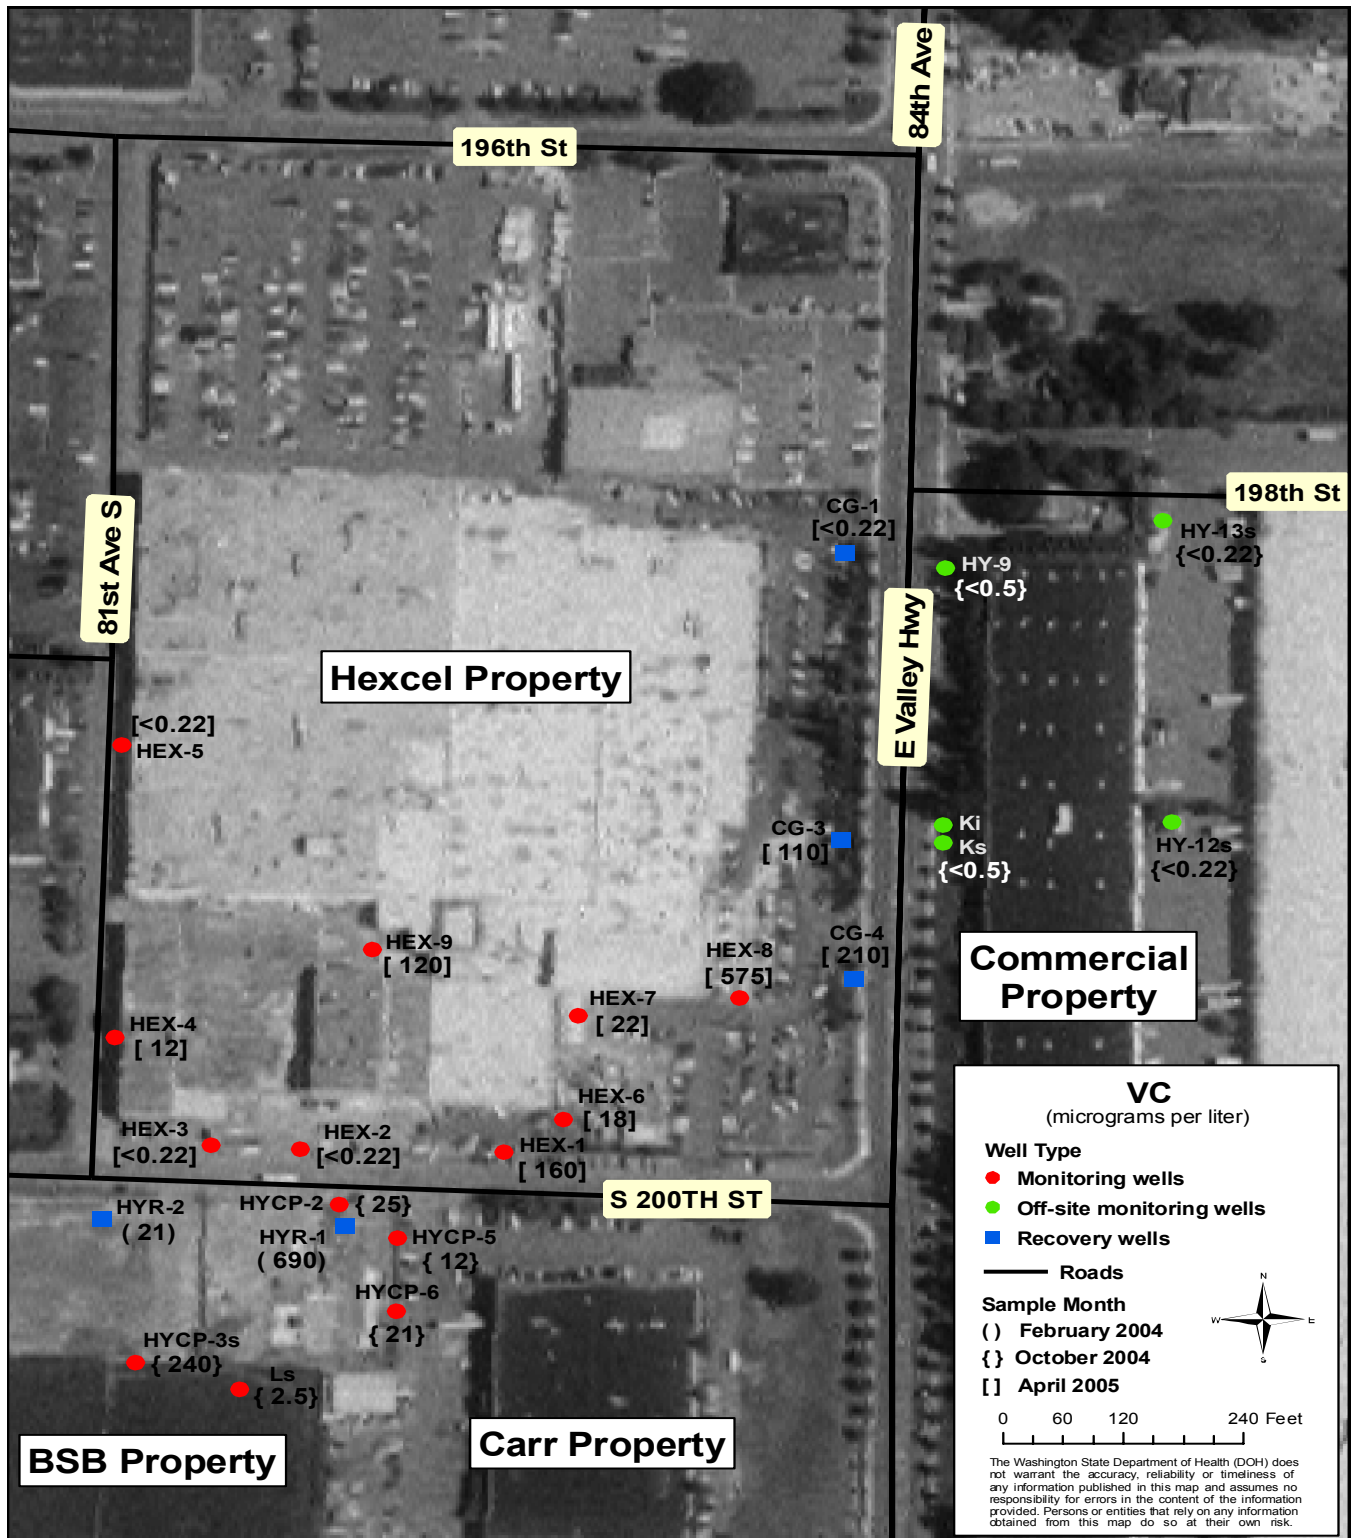 84th Ave
196th St
198th St
81st Ave S
CG-1
[<0.22]
HY-13s
{<0.22}
HY-9
{<0.5}
E Valley Hwy
Hexcel Property
[<0.22]
HEX-5
CG-3
[ 110]
Ki
Ks
{<0.5}
HY-12s
{<0.22}
HEX-9
[ 120]
HEX-8
[ 575]
CG-4
[ 210]
Commercial
Property
HEX-7
[ 22]
HEX-4
[ 12]
HEX-6
[ 18]
HEX-3
[<0.22]
HEX-2
[<0.22]
HEX-1
[ 160]
S 200TH ST
HYR-2
( 21)
HYCP-2
{ 25}
HYR-1
( 690)
HYCP-5
{ 12}
HYCP-6
{ 21}
HYCP-3s
{ 240}
Ls
{ 2.5}
BSB Property
Carr Property
VC
(micrograms per liter)
Well Type
Monitoring wells
Off-site monitoring wells
Recovery wells
Roads
Sample Month
( ) February 2004
{ } October 2004
[ ] April 2005
N
W
E
S
0 60 120 240 Feet
The Washington State Department of Health (DOH) does
not warrant the accuracy, reliability or timeliness of
any information published in this map and assumes no
responsibility for errors in the content of the information
provided. Persons or entities that rely on any information
obtained from this map do so at their own risk.